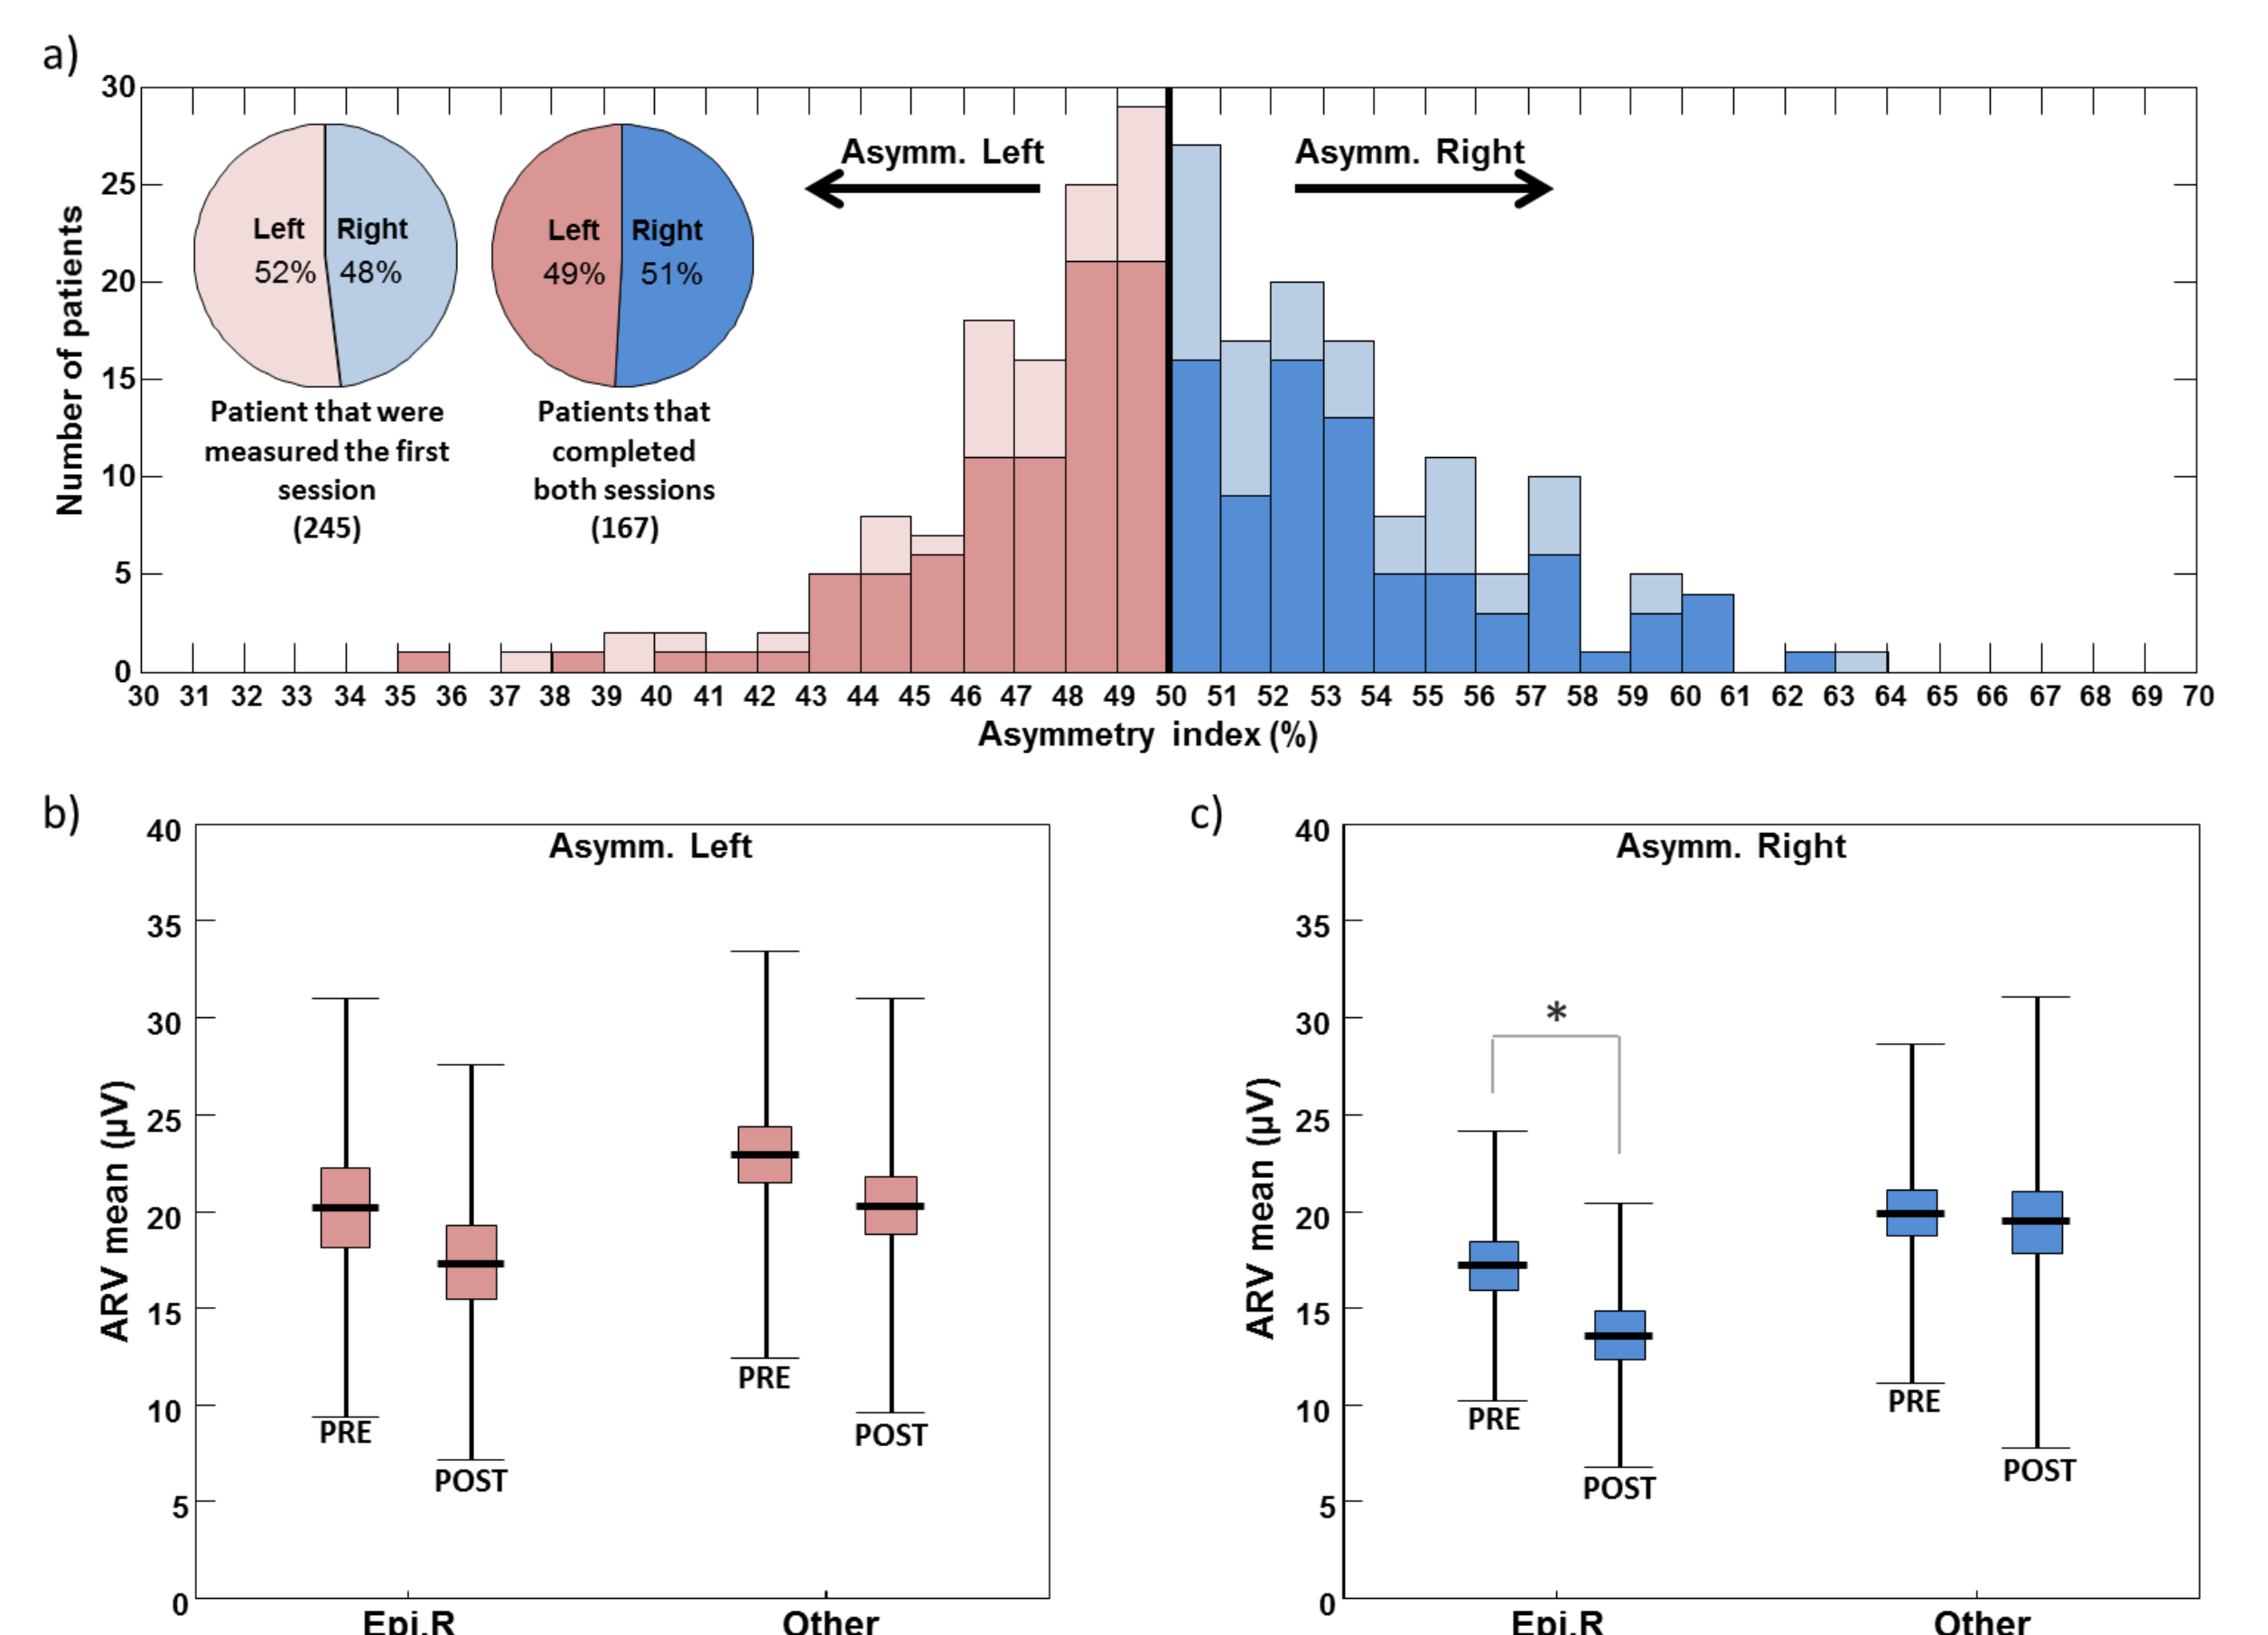 a)
30
25
20
15
10
5
0
Number of patients
Left Right
52% 48%
Patient that were
measured the first
session
(245)
Left Right
49% 51%
Patients that
completed
both sessions
(167)
Asymm. Left
Asymm. Right
30 31 32 33 34 35 36 37 38 39 40 41 42 43 44 45 46 47 48 49 50 51 52 53 54 55 56 57 58 59 60 61 62 63 64 65 66 67 68 69 70
Asymmetry index (%)
b)
Asymm. Left
40
35
30
25
20
15
10
5
0
ARV mean (μV)
PRE
POST
PRE
POST
Epi.R Other
c)
Asymm. Right
40
35
30
25
20
15
10
5
0
ARV mean (μV)
*
PRE
POST
PRE
POST
Epi.R Other